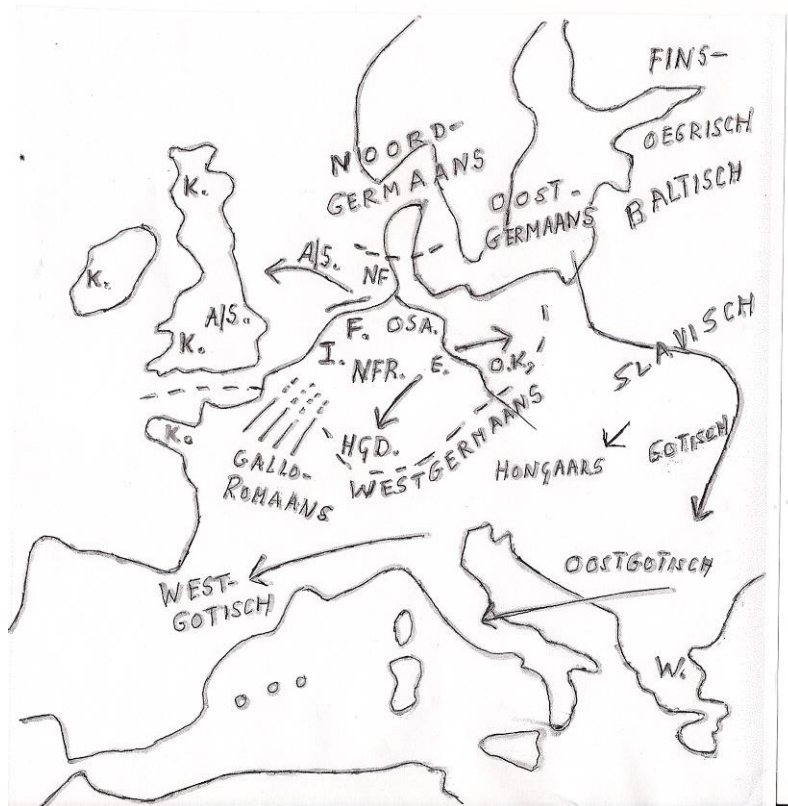 FINS-
OEGRISCH
NOORD-
GERMAANS
OOST-
GERMAANS
BALTISCH
K.
K.
A/S.
NF
A/S.
K.
F. OSA.
I.
NFR. E.
SLAVISCH
K.
HGD.
WESTGERMAANS
GALLO-
ROMAANS
HONGAARS
GOTISCH
WEST-
GOTISCH
OOSTGOTISCH
W.